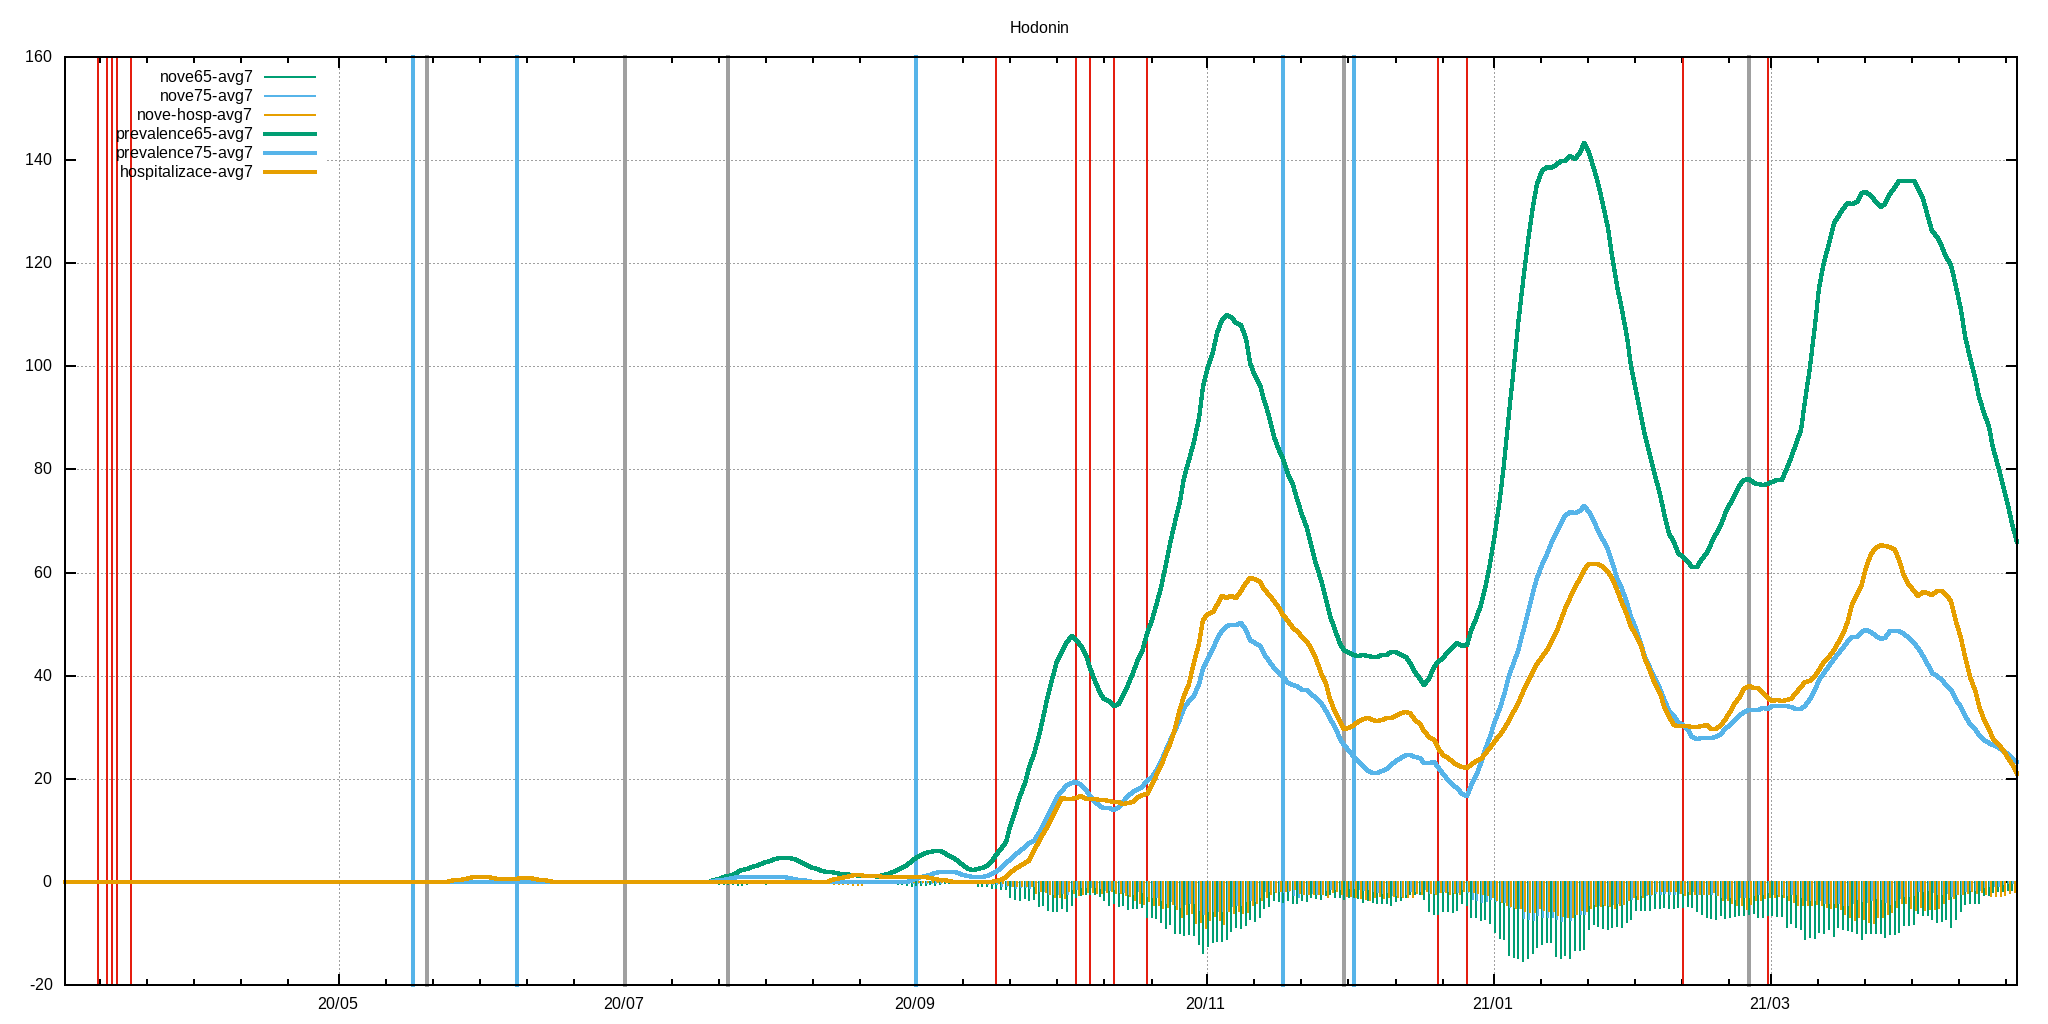 Hodonin
160
140
120
100
80
60
40
20
0
-20
nove65-avg7
nove75-avg7
nove-hosp-avg7
prevalence65-avg7
prevalence75-avg7
hospitalizace-avg7
20/05
20/07
20/09
20/11
21/01
21/03